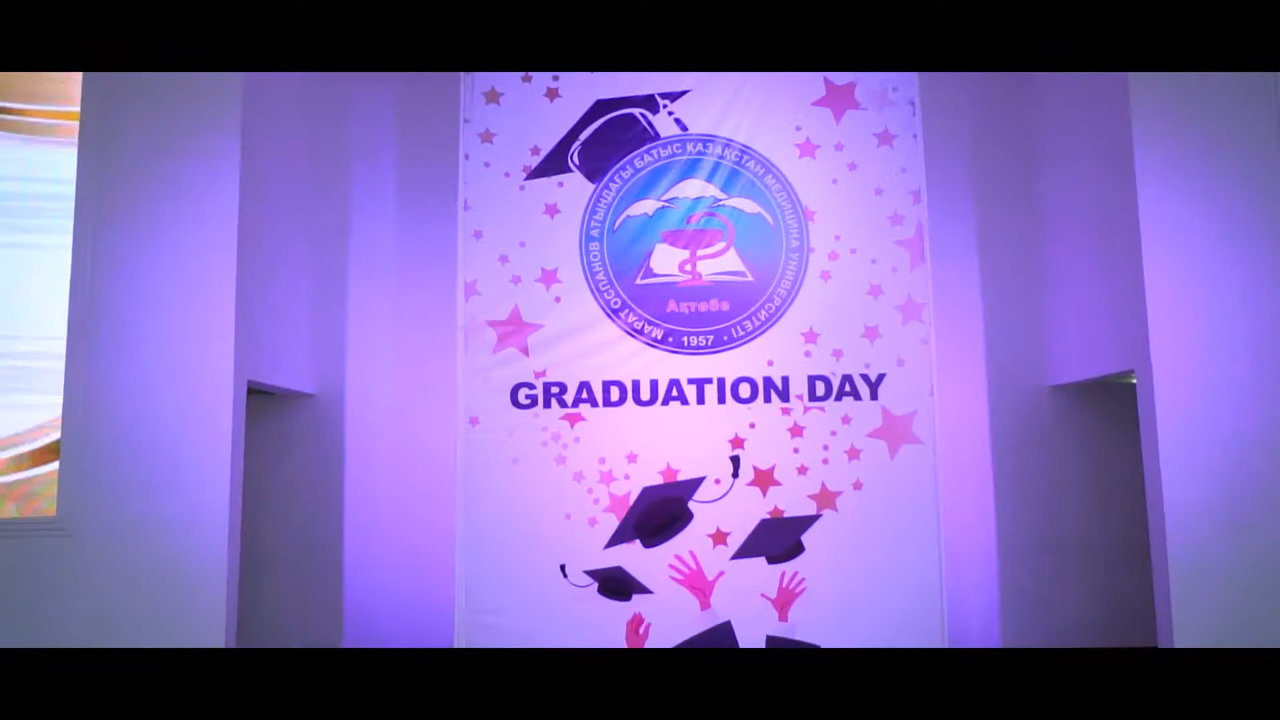 МАРАТ ОСПАНОВ АТЫНДАҒЫ БАТЫС ҚАЗАҚСТАН МЕДИЦИНА УНИВЕРСИТЕТІ
Ақтөбе
• 1957 •
GRADUATION DAY